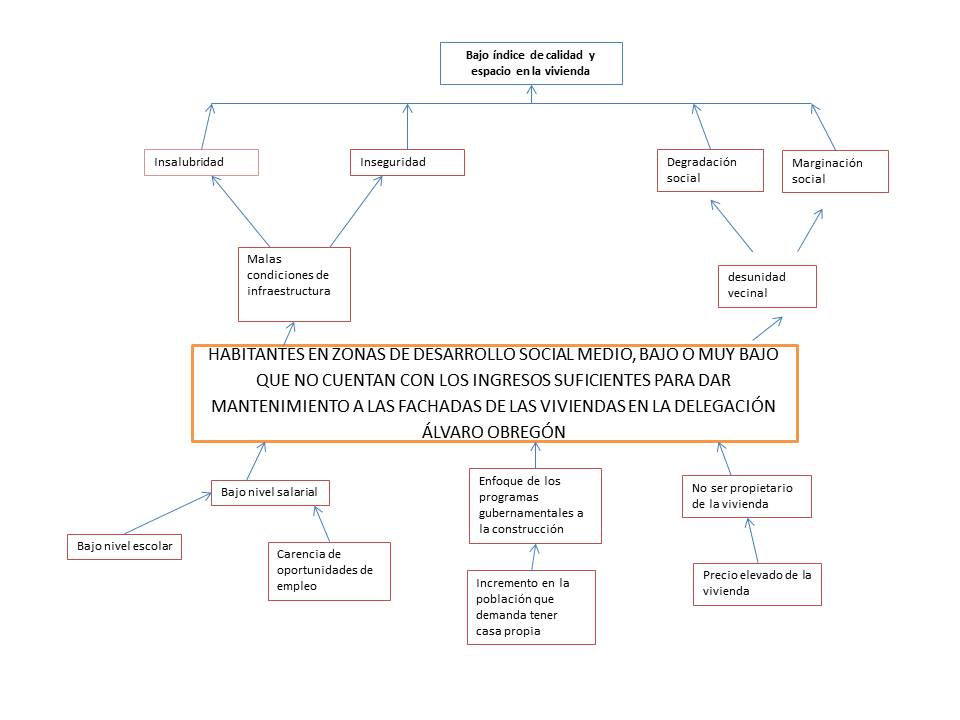 Bajo índice de calidad y
espacio en la vivienda
Insalubridad
Inseguridad
Degradación
social
Marginación
social
Malas
condiciones de
infraestructura
desunidad
vecinal
HABITANTES EN ZONAS DE DESARROLLO SOCIAL MEDIO, BAJO O MUY BAJO
QUE NO CUENTAN CON LOS INGRESOS SUFICIENTES PARA DAR
MANTENIMIENTO A LAS FACHADAS DE LAS VIVIENDAS EN LA DELEGACIÓN
ÁLVARO OBREGÓN
Bajo nivel salarial
Enfoque de los
programas
gubernamentales a
la construcción
No ser propietario
de la vivienda
Bajo nivel escolar
Carencia de
oportunidades de
empleo
Incremento en la
población que
demanda tener
casa propia
Precio elevado de la
vivienda